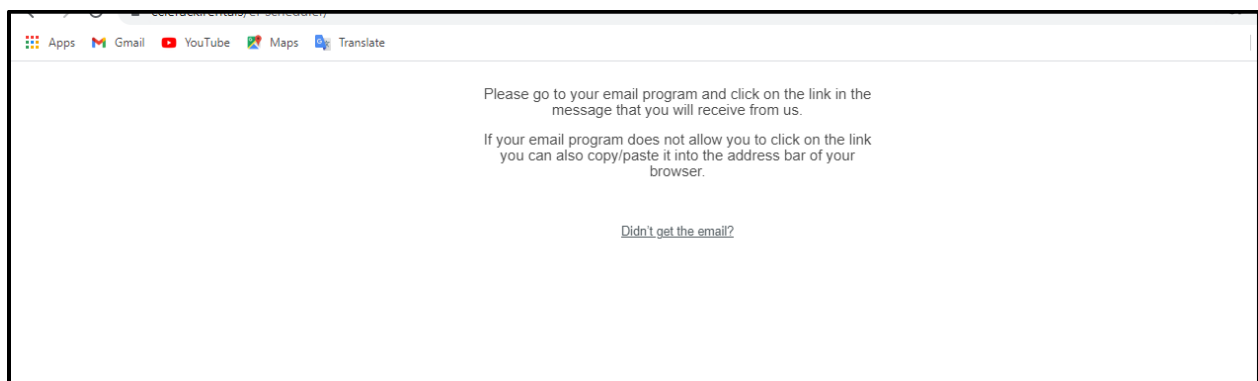 Apps Gmail YouTube Maps Translate
Please go to your email program and click on the link in the
message that you will receive from us.
If your email program does not allow you to click on the link
you can also copy/paste it into the address bar of your
browser.
Didn't get the email?